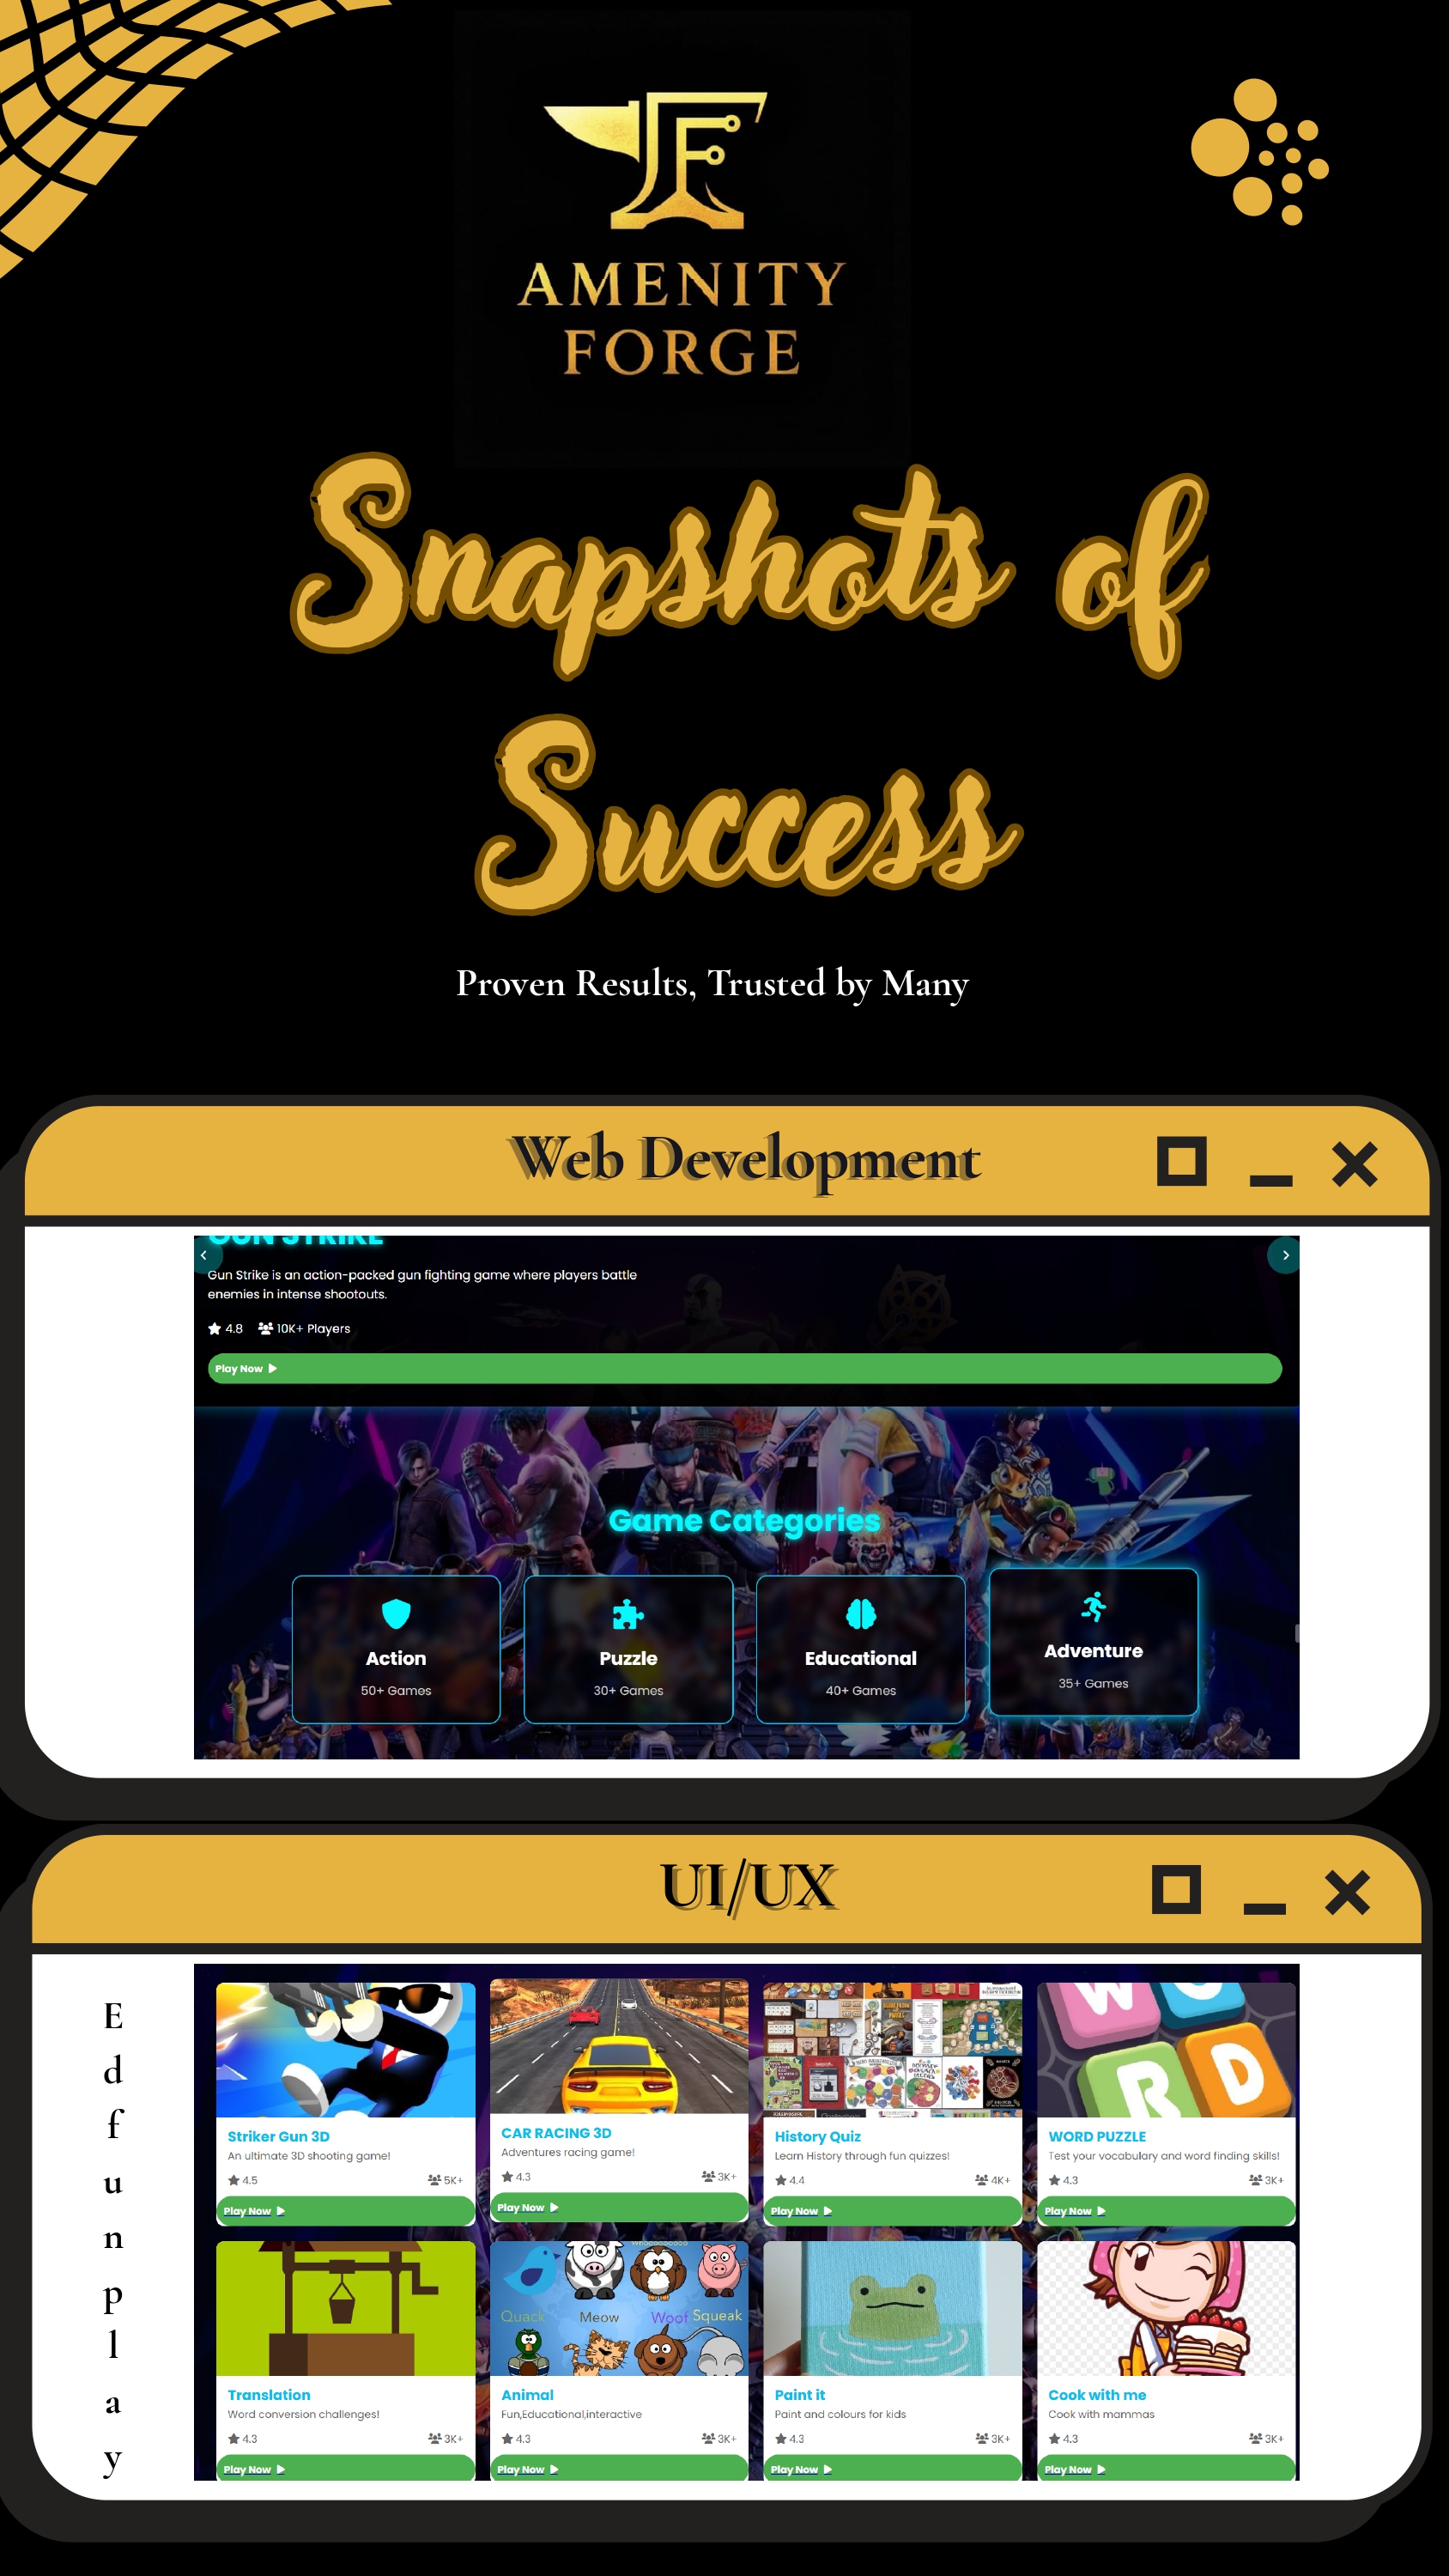 AMENITY
FORGE
Snapshots of
Success
Proven Results, Trusted by Many
Web Development
GUN STRIKE
Gun Strike is an action-packed gun fighting game where players battle
enemies in intense shootouts.
4.8 10K+ Players
Play Now
Game Categories
Action
50+ Games
Puzzle
30+ Games
Educational
40+ Games
Adventure
35+ Games
UI/UX
E
d
f
u
n
p
l
a
y
W O
R D
Striker Gun 3D
An ultimate 3D shooting game!
4.5 5K+
Play Now
CAR RACING 3D
Adventures racing game!
4.3 3K+
Play Now
History Quiz
Learn History through fun quizzes!
4.4 4K+
Play Now
WORD PUZZLE
Test your vocabulary and word finding skills!
4.3 3K+
Play Now
Quack Meow Woof Squeak
Translation
Word conversion challenges!
4.3 3K+
Play Now
Animal
Fun,Educational,interactive
4.3 3K+
Play Now
Paint it
Paint and colours for kids
4.3 3K+
Play Now
Cook with me
Cook with mammas
4.3 3K+
Play Now